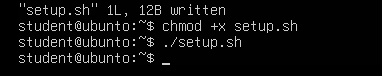 "setup.sh" 1L, 12B written
student@ubunto:~$ chmod +x setup.sh
student@ubunto:~$ ./setup.sh
student@ubunto:~$ _